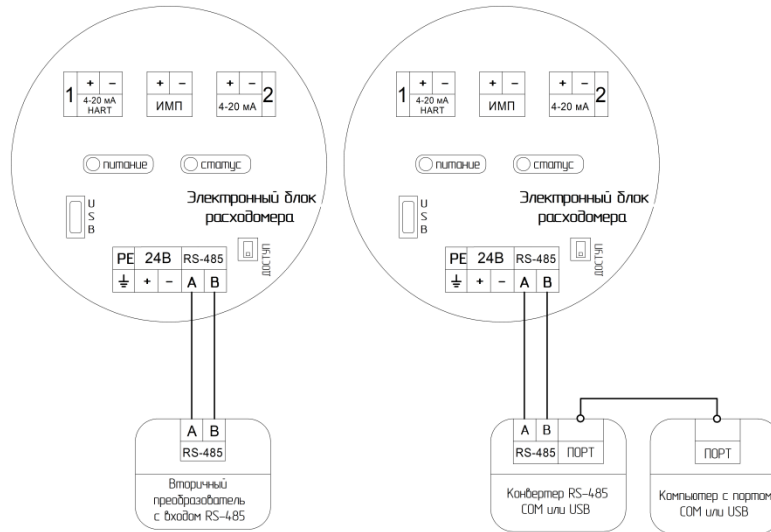 1 + − 4-20 мА HART
+ − ИМП
+ − 4-20 мА 2
питание статус
USB
Электронный блок
расходомера
ДОСТУП
PE 24В RS-485
+ − A B
A B
RS-485
Вторичный
преобразователь
с входом RS-485
1 + − 4-20 мА HART
+ − ИМП
+ − 4-20 мА 2
питание статус
USB
Электронный блок
расходомера
ДОСТУП
PE 24В RS-485
+ − A B
A B
RS-485 ПОРТ
Конвертер RS-485
COM или USB
ПОРТ
Компьютер с портом
COM или USB